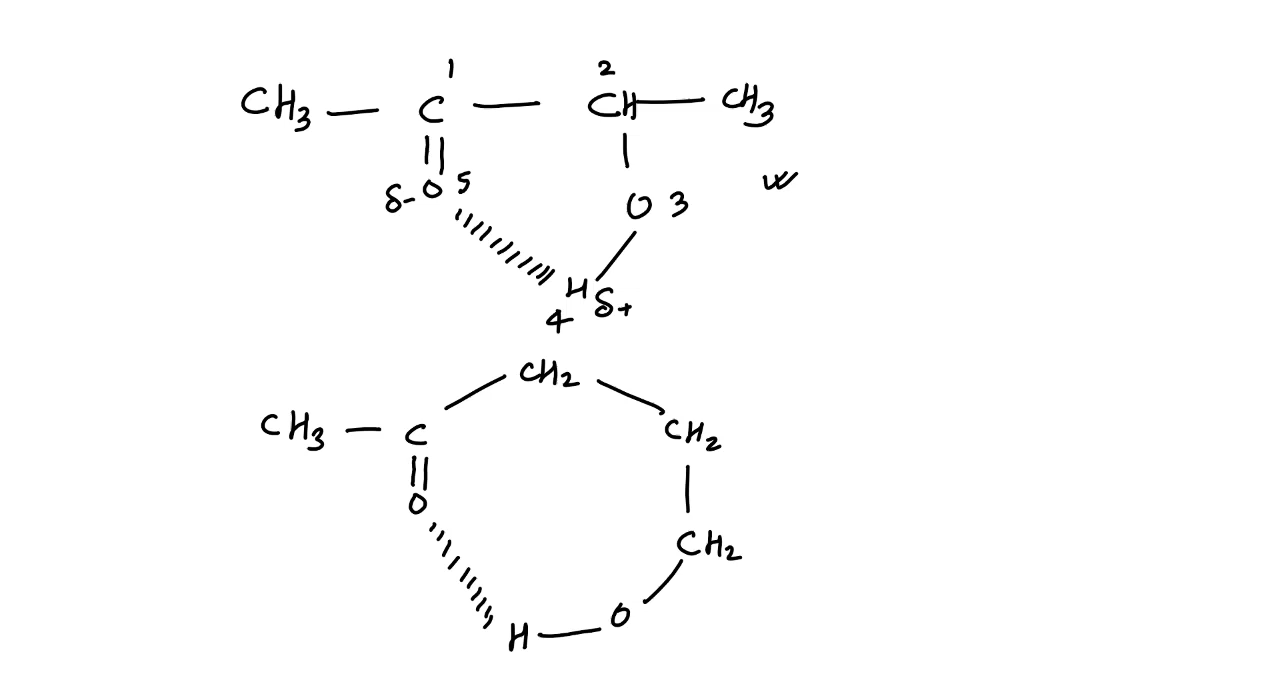 1 2
CH3 — C — CH — CH3
δ- O 5 O 3
H δ+
4
CH2
CH3 — C CH2
O CH2
H — O